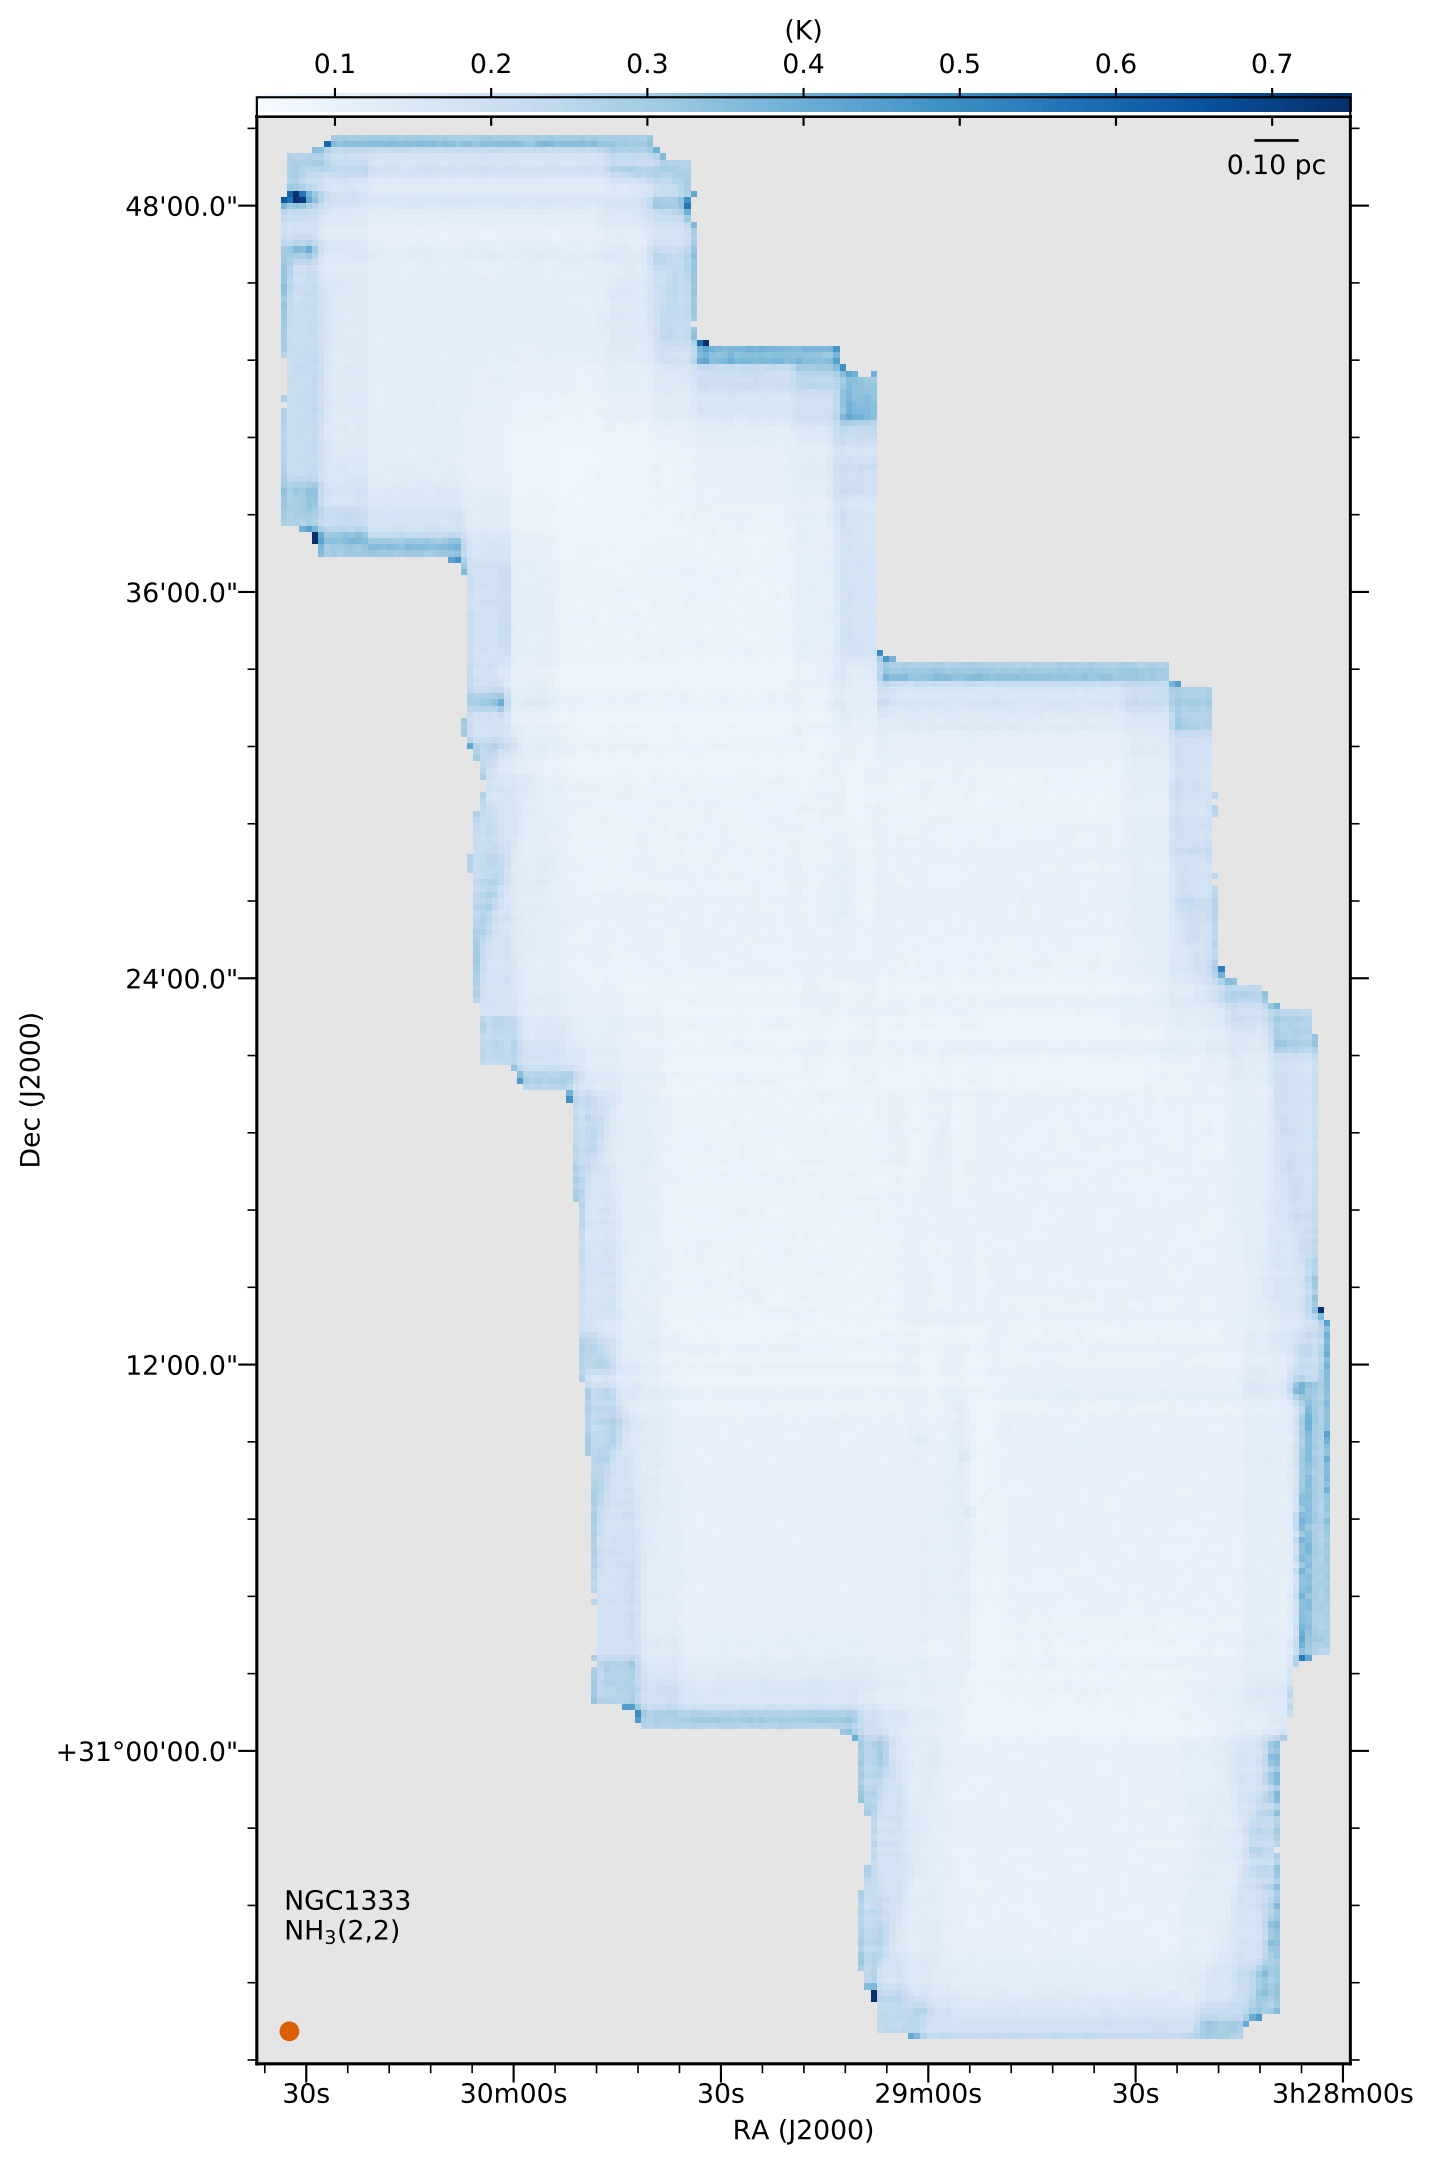 (K)
0.1 0.2 0.3 0.4 0.5 0.6 0.7
0.10 pc
48'00.0"
36'00.0"
24'00.0"
12'00.0"
+31°00'00.0"
Dec (J2000)
NGC1333
NH₃(2,2)
30s 30m00s 30s 29m00s 30s 3h28m00s
RA (J2000)